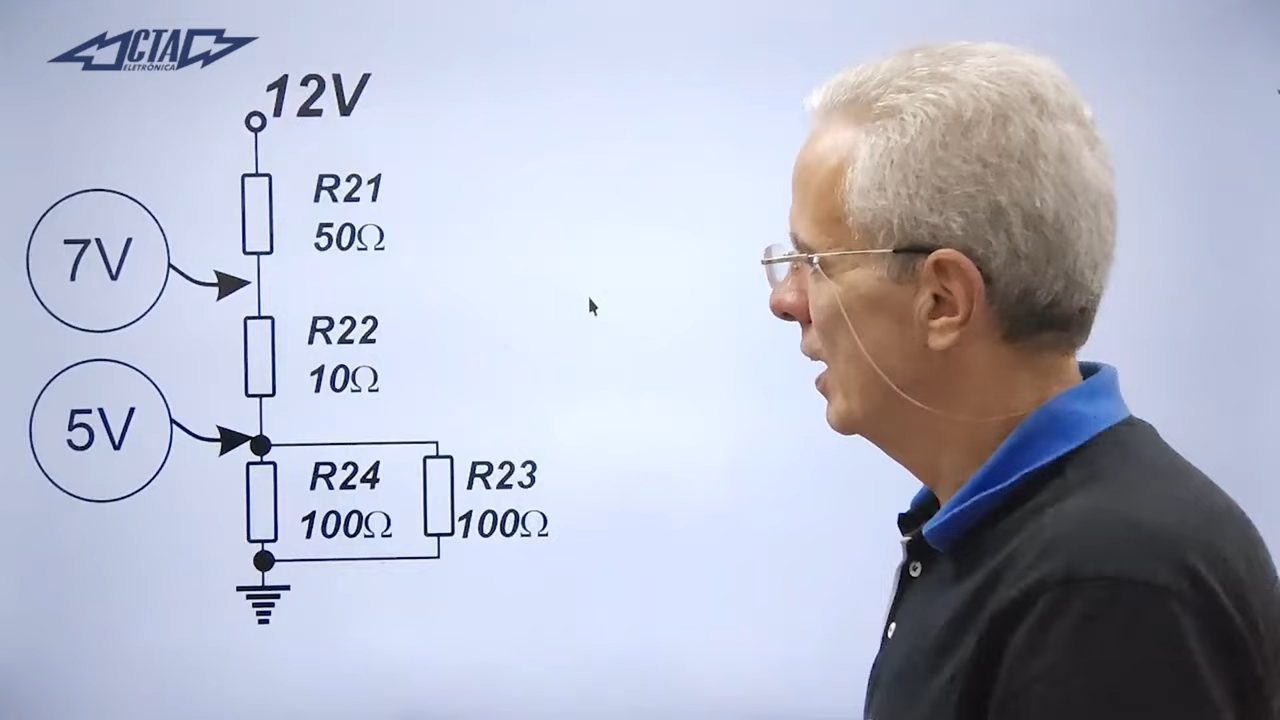 CTA
ELETRÔNICA
12V
R21
50Ω
7V
R22
10Ω
5V
R24
100Ω
R23
100Ω